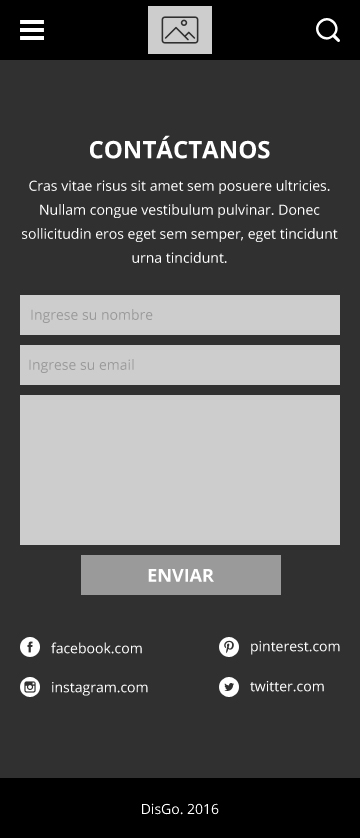 CONTÁCTANOS
Cras vitae risus sit amet sem posuere ultricies.
Nullam congue vestibulum pulvinar. Donec
sollicitudin eros eget sem semper, eget tincidunt
urna tincidunt.
Ingrese su nombre
Ingrese su email
ENVIAR
facebook.com
pinterest.com
instagram.com
twitter.com
DisGo. 2016